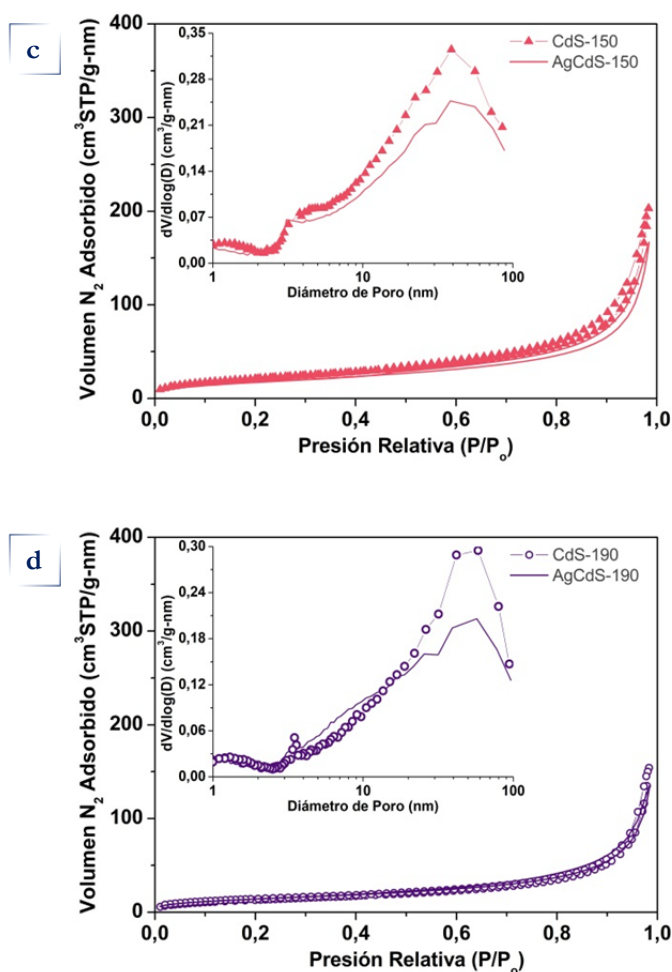 c
Volumen N2 Adsorbido (cm3STP/g-nm)
400
300
200
100
0
0,0 0,2 0,4 0,6 0,8 1,0
Presión Relativa (P/Po)
dV/dlog(D) (cm3/g-nm)
0,35
0,28
0,21
0,14
0,07
0,00
1 10 100
Diámetro de Poro (nm)
CdS-150
AgCdS-150
d
Volumen N2 Adsorbido (cm3STP/g-nm)
400
300
200
100
0
0,0 0,2 0,4 0,6 0,8 1,0
Presión Relativa (P/Po)
dV/dlog(D) (cm3/g-nm)
0,30
0,24
0,18
0,12
0,06
0,00
1 10 100
Diámetro de Poro (nm)
CdS-190
AgCdS-190